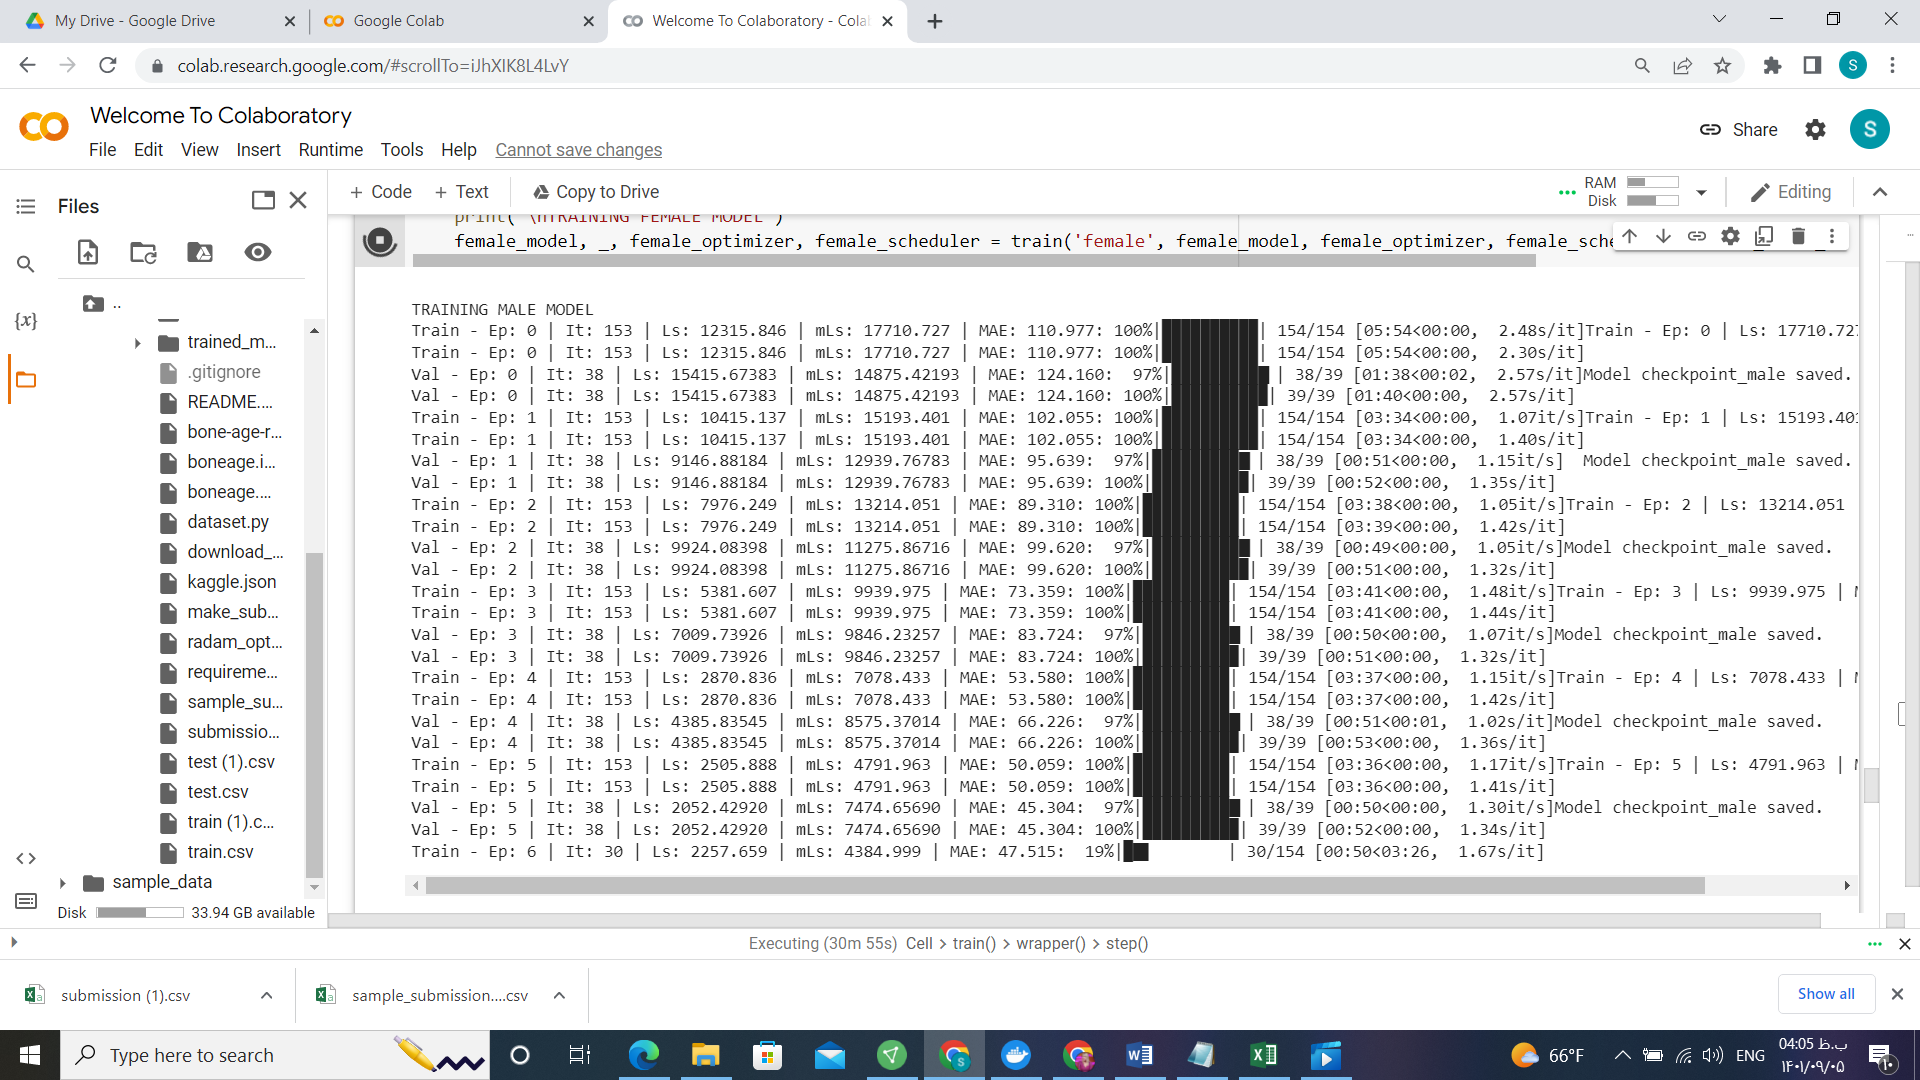 My Drive - Google Drive
Google Colab
Welcome To Colaboratory - Cola
colab.research.google.com/#scrollTo=iJhXIK8L4LvY
S
Welcome To Colaboratory
File Edit View Insert Runtime Tools Help Cannot save changes
Share
S
+ Code + Text Copy to Drive
RAM
Disk
Editing
Files
..
trained_m...
.gitignore
README....
bone-age-r...
boneage.i...
boneage....
dataset.py
download_...
kaggle.json
make_sub...
radam_opt...
requireme...
sample_su...
submissio...
test (1).csv
test.csv
train (1).c...
train.csv
sample_data
Disk 33.94 GB available
{x}
<>
print("\nTRAINING FEMALE MODEL")
female_model, _, female_optimizer, female_scheduler = train('female', female_model, female_optimizer, female_sche
TRAINING MALE MODEL
Train - Ep: 0 | It: 153 | Ls: 12315.846 | mLs: 17710.727 | MAE: 110.977: 100%|██████████| 154/154 [05:54<00:00, 2.48s/it]Train - Ep: 0 | Ls: 17710.727
Train - Ep: 0 | It: 153 | Ls: 12315.846 | mLs: 17710.727 | MAE: 110.977: 100%|██████████| 154/154 [05:54<00:00, 2.30s/it]
Val - Ep: 0 | It: 38 | Ls: 15415.67383 | mLs: 14875.42193 | MAE: 124.160: 97%|██████████ | 38/39 [01:38<00:02, 2.57s/it]Model checkpoint_male saved.
Val - Ep: 0 | It: 38 | Ls: 15415.67383 | mLs: 14875.42193 | MAE: 124.160: 100%|██████████| 39/39 [01:40<00:00, 2.57s/it]
Train - Ep: 1 | It: 153 | Ls: 10415.137 | mLs: 15193.401 | MAE: 102.055: 100%|██████████| 154/154 [03:34<00:00, 1.07it/s]Train - Ep: 1 | Ls: 15193.401
Train - Ep: 1 | It: 153 | Ls: 10415.137 | mLs: 15193.401 | MAE: 102.055: 100%|██████████| 154/154 [03:34<00:00, 1.40s/it]
Val - Ep: 1 | It: 38 | Ls: 9146.88184 | mLs: 12939.76783 | MAE: 95.639: 97%|██████████ | 38/39 [00:51<00:00, 1.15it/s] Model checkpoint_male saved.
Val - Ep: 1 | It: 38 | Ls: 9146.88184 | mLs: 12939.76783 | MAE: 95.639: 100%|██████████| 39/39 [00:52<00:00, 1.35s/it]
Train - Ep: 2 | It: 153 | Ls: 7976.249 | mLs: 13214.051 | MAE: 89.310: 100%|██████████| 154/154 [03:38<00:00, 1.05it/s]Train - Ep: 2 | Ls: 13214.051
Train - Ep: 2 | It: 153 | Ls: 7976.249 | mLs: 13214.051 | MAE: 89.310: 100%|██████████| 154/154 [03:39<00:00, 1.42s/it]
Val - Ep: 2 | It: 38 | Ls: 9924.08398 | mLs: 11275.86716 | MAE: 99.620: 97%|██████████ | 38/39 [00:49<00:00, 1.05it/s]Model checkpoint_male saved.
Val - Ep: 2 | It: 38 | Ls: 9924.08398 | mLs: 11275.86716 | MAE: 99.620: 100%|██████████| 39/39 [00:51<00:00, 1.32s/it]
Train - Ep: 3 | It: 153 | Ls: 5381.607 | mLs: 9939.975 | MAE: 73.359: 100%|██████████| 154/154 [03:41<00:00, 1.48it/s]Train - Ep: 3 | Ls: 9939.975 |
Train - Ep: 3 | It: 153 | Ls: 5381.607 | mLs: 9939.975 | MAE: 73.359: 100%|██████████| 154/154 [03:41<00:00, 1.44s/it]
Val - Ep: 3 | It: 38 | Ls: 7009.73926 | mLs: 9846.23257 | MAE: 83.724: 97%|██████████ | 38/39 [00:50<00:00, 1.07it/s]Model checkpoint_male saved.
Val - Ep: 3 | It: 38 | Ls: 7009.73926 | mLs: 9846.23257 | MAE: 83.724: 100%|██████████| 39/39 [00:51<00:00, 1.32s/it]
Train - Ep: 4 | It: 153 | Ls: 2870.836 | mLs: 7078.433 | MAE: 53.580: 100%|██████████| 154/154 [03:37<00:00, 1.15it/s]Train - Ep: 4 | Ls: 7078.433 |
Train - Ep: 4 | It: 153 | Ls: 2870.836 | mLs: 7078.433 | MAE: 53.580: 100%|██████████| 154/154 [03:37<00:00, 1.42s/it]
Val - Ep: 4 | It: 38 | Ls: 4385.83545 | mLs: 8575.37014 | MAE: 66.226: 97%|██████████ | 38/39 [00:51<00:01, 1.02s/it]Model checkpoint_male saved.
Val - Ep: 4 | It: 38 | Ls: 4385.83545 | mLs: 8575.37014 | MAE: 66.226: 100%|██████████| 39/39 [00:53<00:00, 1.36s/it]
Train - Ep: 5 | It: 153 | Ls: 2505.888 | mLs: 4791.963 | MAE: 50.059: 100%|██████████| 154/154 [03:36<00:00, 1.17it/s]Train - Ep: 5 | Ls: 4791.963 |
Train - Ep: 5 | It: 153 | Ls: 2505.888 | mLs: 4791.963 | MAE: 50.059: 100%|██████████| 154/154 [03:36<00:00, 1.41s/it]
Val - Ep: 5 | It: 38 | Ls: 2052.42920 | mLs: 7474.65690 | MAE: 45.304: 97%|██████████ | 38/39 [00:50<00:00, 1.30it/s]Model checkpoint_male saved.
Val - Ep: 5 | It: 38 | Ls: 2052.42920 | mLs: 7474.65690 | MAE: 45.304: 100%|██████████| 39/39 [00:52<00:00, 1.34s/it]
Train - Ep: 6 | It: 30 | Ls: 2257.659 | mLs: 4384.999 | MAE: 47.515: 19%|██ | 30/154 [00:50<03:26, 1.67s/it]
Executing (30m 55s) Cell > train() > wrapper() > step()
submission (1).csv
sample_submission....csv
Show all
Type here to search
66°F
ENG
04:05 ب.ظ
۱۴۰۱/۰۹/۰۵
۱۰